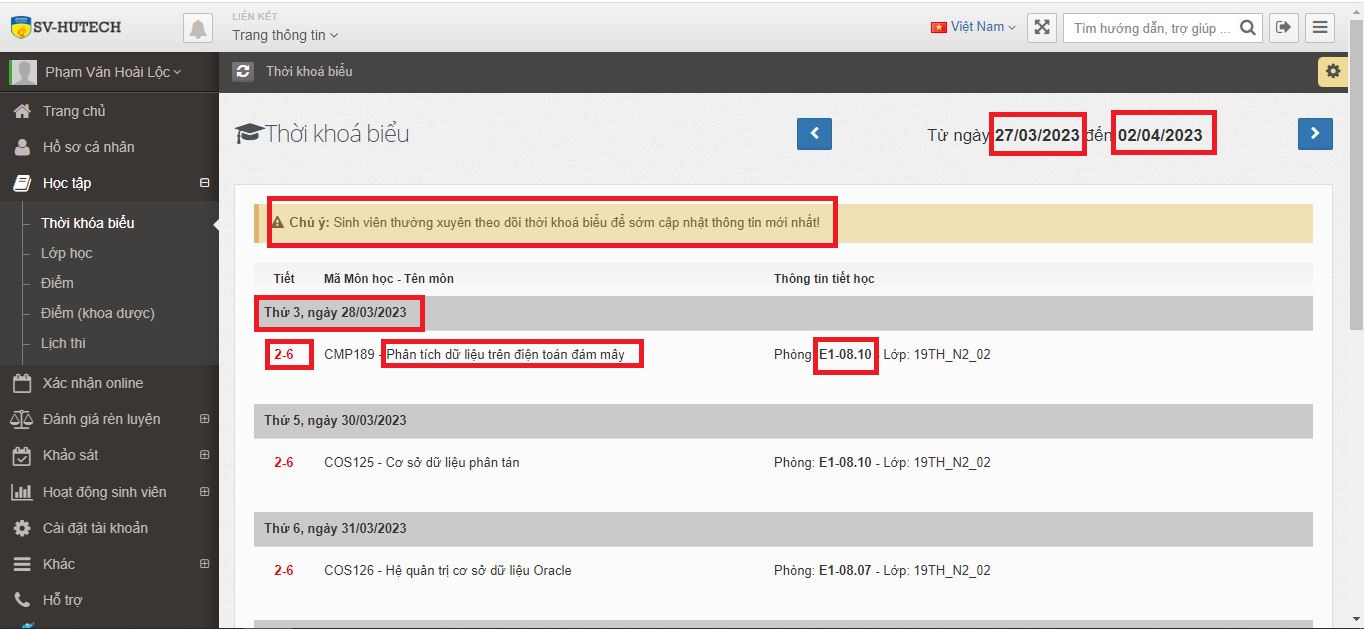 SV-HUTECH
LIÊN KẾT
Trang thông tin
Việt Nam
Tìm hướng dẫn, trợ giúp ...
Phạm Văn Hoài Lộc
Thời khoá biểu
Trang chủ
Hồ sơ cá nhân
Học tập
Thời khóa biểu
Lớp học
Điểm
Điểm (khoa dược)
Lịch thi
Xác nhận online
Đánh giá rèn luyện
Khảo sát
Hoạt động sinh viên
Cài đặt tài khoản
Khác
Hỗ trợ
Thời khoá biểu
Từ ngày 27/03/2023 đến 02/04/2023
Chú ý: Sinh viên thường xuyên theo dõi thời khoá biểu để sớm cập nhật thông tin mới nhất!
Tiết Mã Môn học - Tên môn Thông tin tiết học
Thứ 3, ngày 28/03/2023
2-6 CMP189 - Phân tích dữ liệu trên điện toán đám mây Phòng: E1-08.10 - Lớp: 19TH_N2_02
Thứ 5, ngày 30/03/2023
2-6 COS125 - Cơ sở dữ liệu phân tán Phòng: E1-08.10 - Lớp: 19TH_N2_02
Thứ 6, ngày 31/03/2023
2-6 COS126 - Hệ quản trị cơ sở dữ liệu Oracle Phòng: E1-08.07 - Lớp: 19TH_N2_02